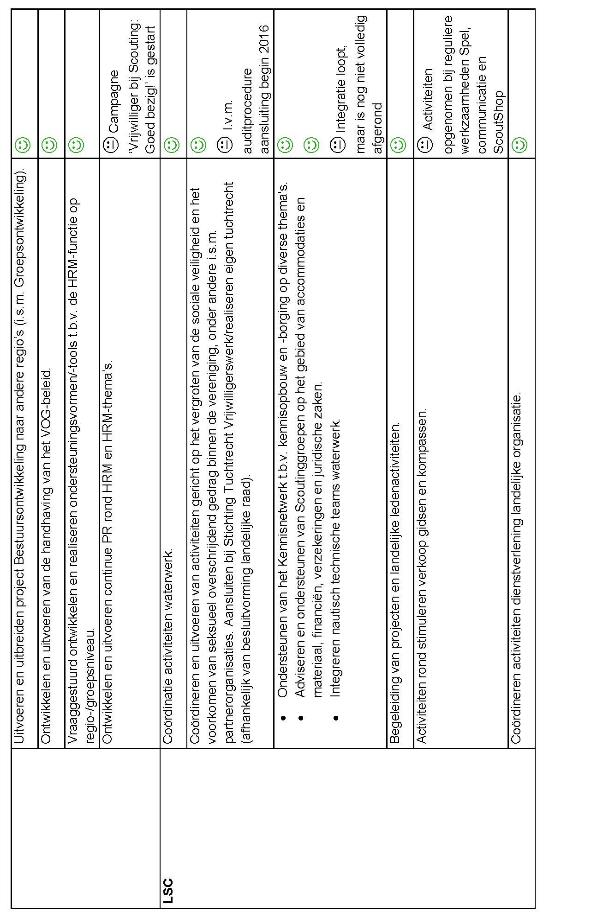 Uitvoeren en uitbreiden project Bestuursontwikkeling naar andere regio's (i.s.m. Groepsontwikkeling).
Ontwikkelen en uitvoeren van de handhaving van het VOG-beleid.
Vraaggestuurd ontwikkelen en realiseren ondersteuningsvormen/-tools t.b.v. de HRM-functie op
regio-/groepsniveau.
Ontwikkelen en uitvoeren continue PR rond HRM en HRM-thema's.
Campagne
'Vrijwilliger bij Scouting:
Goed bezig!' is gestart
LSC
Coördinatie activiteiten waterwerk.
Coördineren en uitvoeren van activiteiten gericht op het vergroten van de sociale veiligheid en het
voorkomen van seksueel overschrijdend gedrag binnen de vereniging, onder andere i.s.m.
partnerorganisaties. Aansluiten bij Stichting Tuchtrecht Vrijwilligerswerk/realiseren eigen tuchtrecht
(afhankelijk van besluitvorming landelijke raad).
I.v.m.
auditprocedure
aansluiting begin 2016
• Ondersteunen van het Kennisnetwerk t.b.v. kennisopbouw en -borging op diverse thema's.
• Adviseren en ondersteunen van Scoutinggroepen op het gebied van accommodaties en
materiaal, financiën, verzekeringen en juridische zaken.
• Integreren nautisch technische teams waterwerk
Integratie loopt,
maar is nog niet volledig
afgerond
Begeleiding van projecten en landelijke ledenactiviteiten.
Activiteiten rond stimuleren verkoop gidsen en kompassen.
Activiteiten
opgenomen bij reguliere
werkzaamheden Spel,
communicatie en
ScoutShop
Coördineren activiteiten dienstverlening landelijke organisatie.